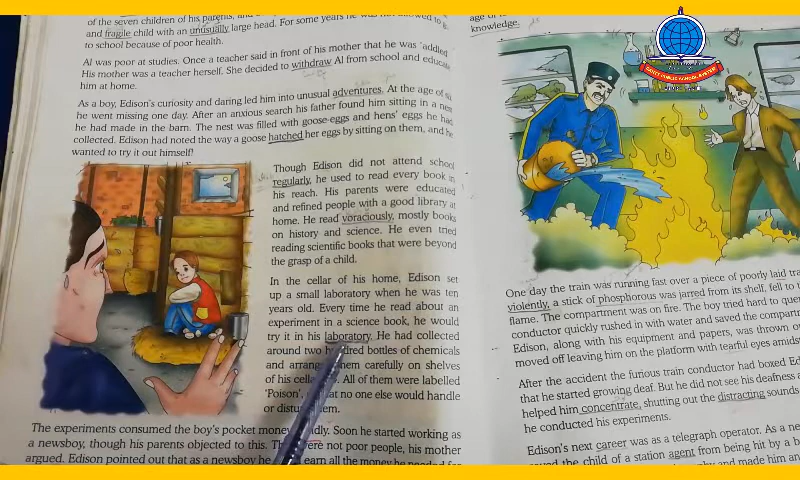 of the seven children of his parents, and
and fragile child with an unusually large head. For some years he was not allowed to
to school because of poor health.
Al was poor at studies. Once a teacher said in front of his mother that he was 'addled
His mother was a teacher herself. She decided to withdraw Al from school and educate
him at home.
As a boy, Edison's curiosity and daring led him into unusual adventures. At the age of
he went missing one day. After an anxious search his father found him sitting in a nest
he had made in the barn. The nest was filled with goose-eggs and hens' eggs he had
collected. Edison had noted the way a goose hatched her eggs by sitting on them, and he
wanted to try it out himself!
Though Edison did not attend school
regularly, he used to read every book in
his reach. His parents were educated
and refined people with a good library at
home. He read voraciously, mostly books
on history and science. He even tried
reading scientific books that were beyond
the grasp of a child.
In the cellar of his home, Edison set
up a small laboratory when he was ten
years old. Every time he read about an
experiment in a science book, he would
try it in his laboratory. He had collected
around two hundred bottles of chemicals
and arranged them carefully on shelves
of his cellar. All of them were labelled
'Poison', so that no one else would handle
or disturb them.
The experiments consumed the boy's pocket money Soon he started working as
a newsboy, though his parents objected to this. They were not poor people, his mother
argued. Edison pointed out that as a newsboy he earn all the money he needed for
age of
knowledge.
One day the train was running fast over a piece of poorly laid
violently, a stick of phosphorous was jarred from its shelf, fell to
flame. The compartment was on fire. The boy tried hard to
conductor quickly rushed in with water and saved the
Edison, along with his equipment and papers, was thrown
moved off leaving him on the platform with tearful eyes
After the accident the furious train conductor had boxed
that he started growing deaf. But he did not see his deafness
helped him concentrate, shutting out the distracting
he conducted his experiments.
Edison's next career was as a telegraph operator. As a
the child of a station agent from being hit by a
and made him an